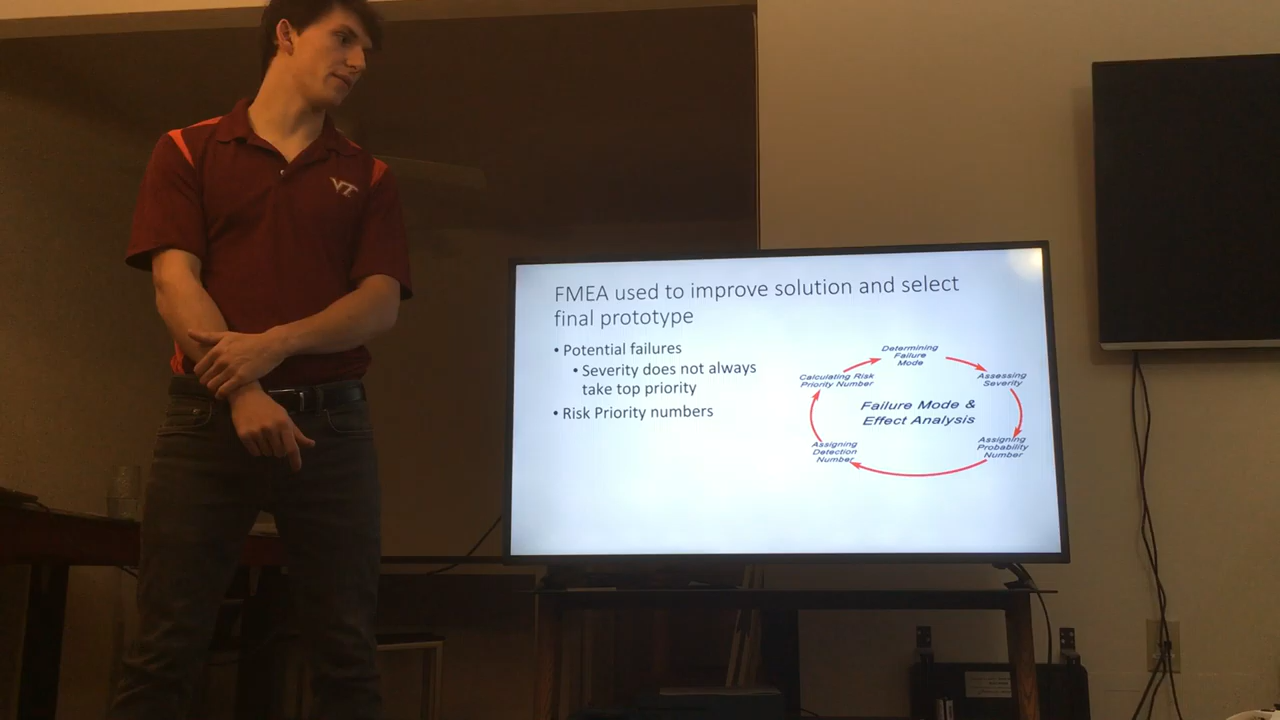 VT
FMEA used to improve solution and select
final prototype
• Potential failures
• Severity does not always
take top priority
• Risk Priority numbers
Determining
Failure
Mode
Assessing
Severity
Assigning
Probability
Number
Assigning
Detection
Number
Calculating Risk
Priority Number
Failure Mode &
Effect Analysis